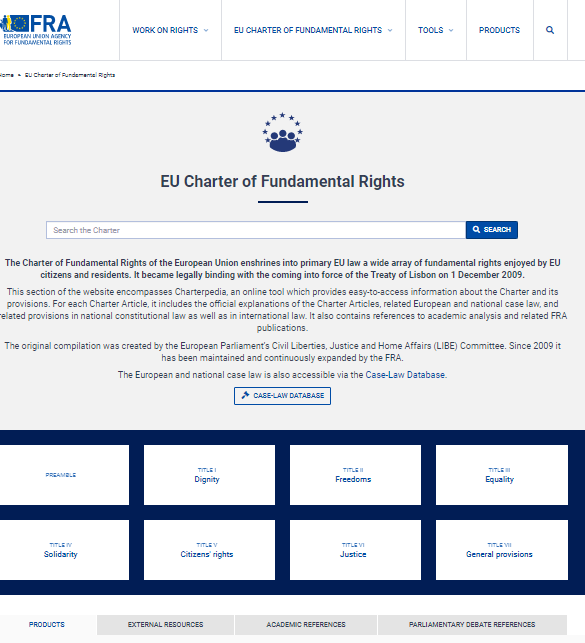 FRA
EUROPEAN UNION AGENCY
FOR FUNDAMENTAL RIGHTS
WORK ON RIGHTS
EU CHARTER OF FUNDAMENTAL RIGHTS
TOOLS
PRODUCTS
Home > EU Charter of Fundamental Rights
EU Charter of Fundamental Rights
Search the Charter
SEARCH
The Charter of Fundamental Rights of the European Union enshrines into primary EU law a wide array of fundamental rights enjoyed by EU
citizens and residents. It became legally binding with the coming into force of the Treaty of Lisbon on 1 December 2009.
This section of the website encompasses Charterpedia, an online tool which provides easy-to-access information about the Charter and its
provisions. For each Charter Article, it includes the official explanations of the Charter Articles, related European and national case law, and
related provisions in national constitutional law as well as in international law. It also contains references to academic analysis and related FRA
publications.
The original compilation was created by the European Parliament's Civil Liberties, Justice and Home Affairs (LIBE) Committee. Since 2009 it
has been maintained and continuously expanded by the FRA.
The European and national case law is also accessible via the Case-Law Database.
CASE-LAW DATABASE
PREAMBLE
TITLE I
Dignity
TITLE II
Freedoms
TITLE III
Equality
TITLE IV
Solidarity
TITLE V
Citizens' rights
TITLE VI
Justice
TITLE VII
General provisions
PRODUCTS
EXTERNAL RESOURCES
ACADEMIC REFERENCES
PARLIAMENTARY DEBATE REFERENCES